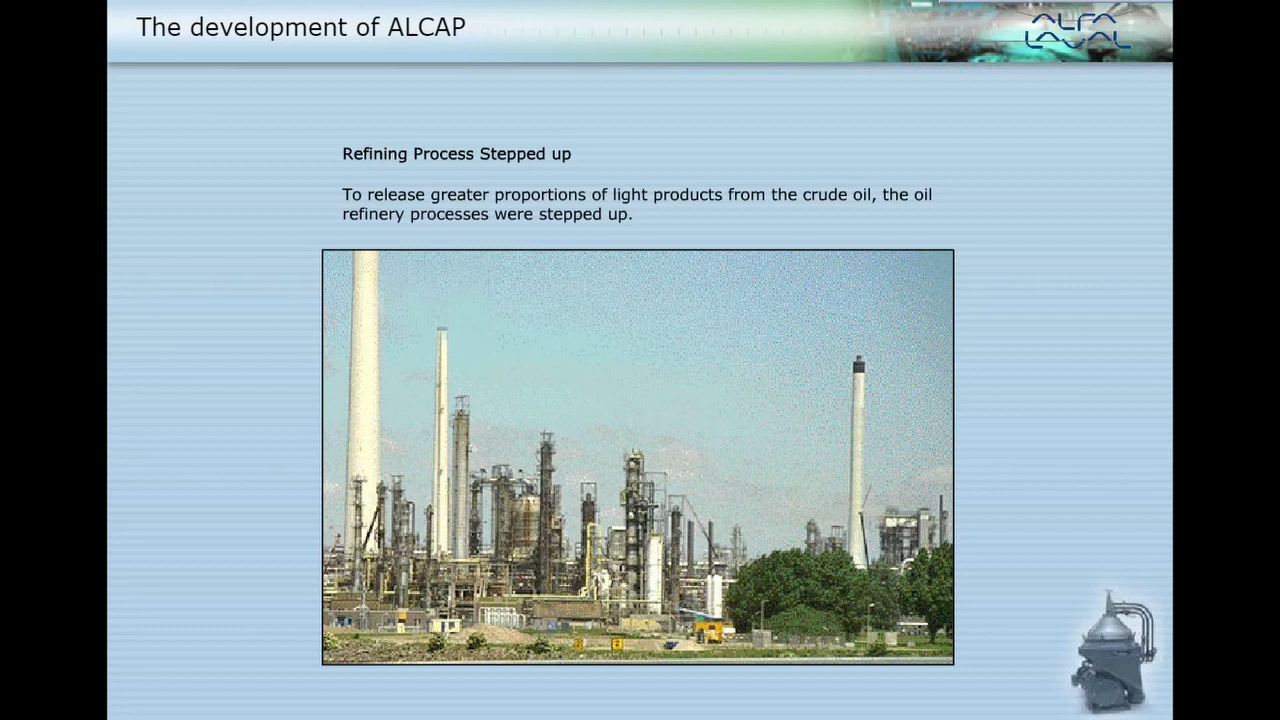 The development of ALCAP
ALFA
LAVAL
Refining Process Stepped up
To release greater proportions of light products from the crude oil, the oil
refinery processes were stepped up.